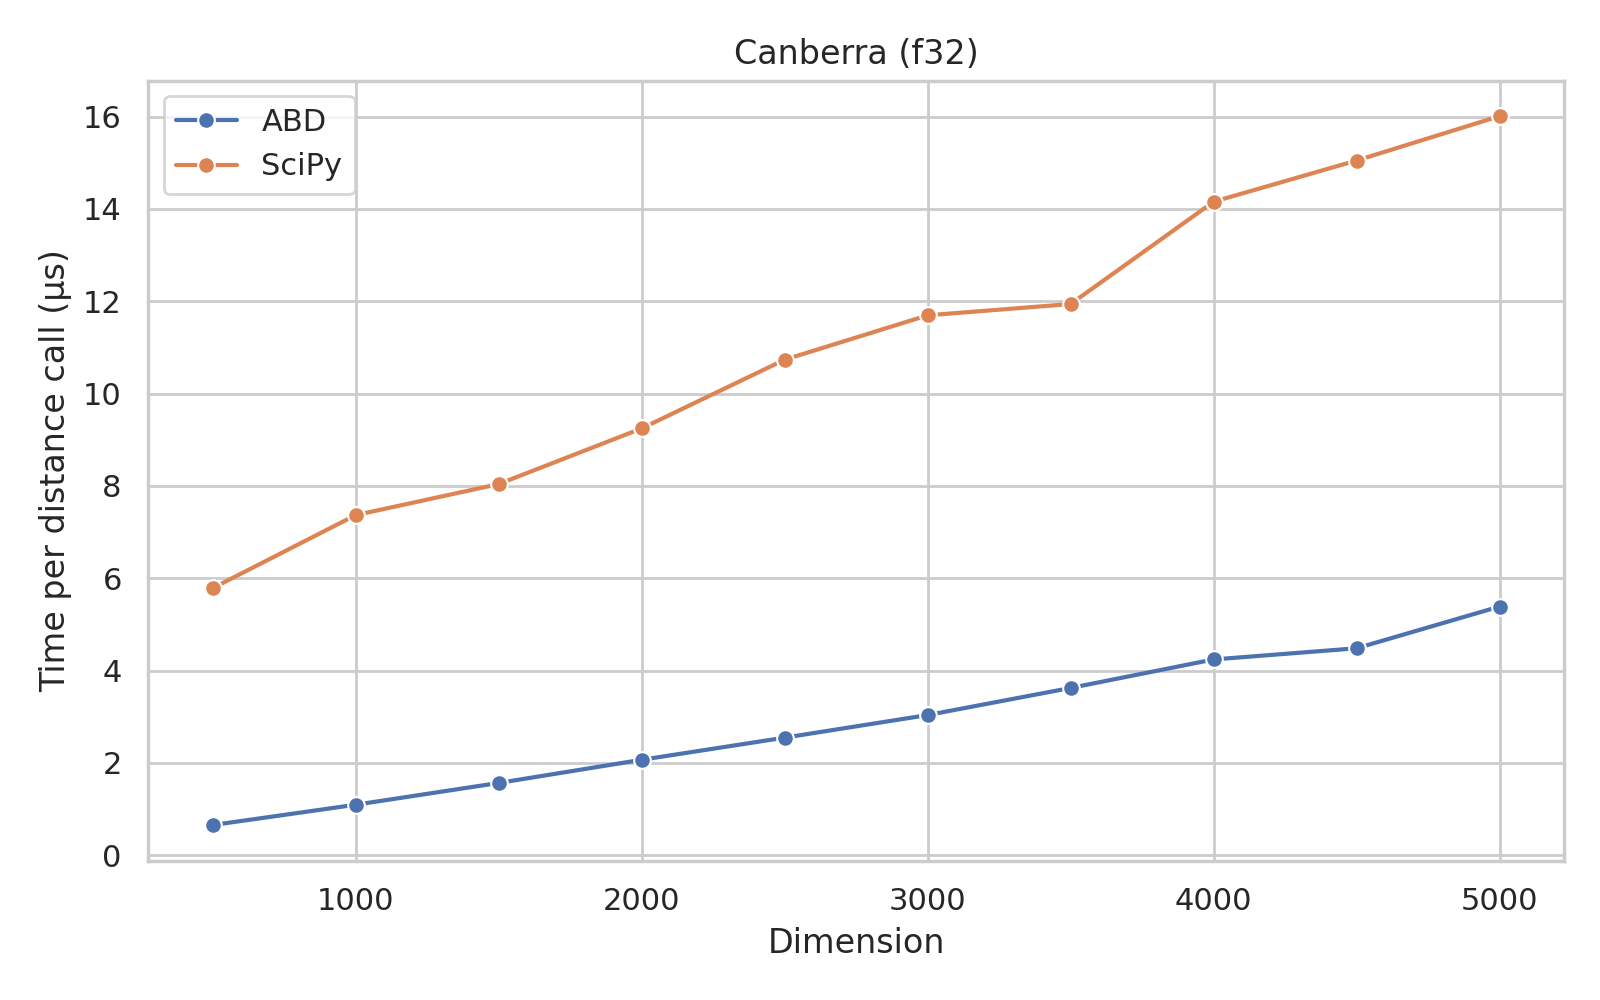 Canberra (f32)
ABD
SciPy
Time per distance call (µs)
16
14
12
10
8
6
4
2
0
1000 2000 3000 4000 5000
Dimension